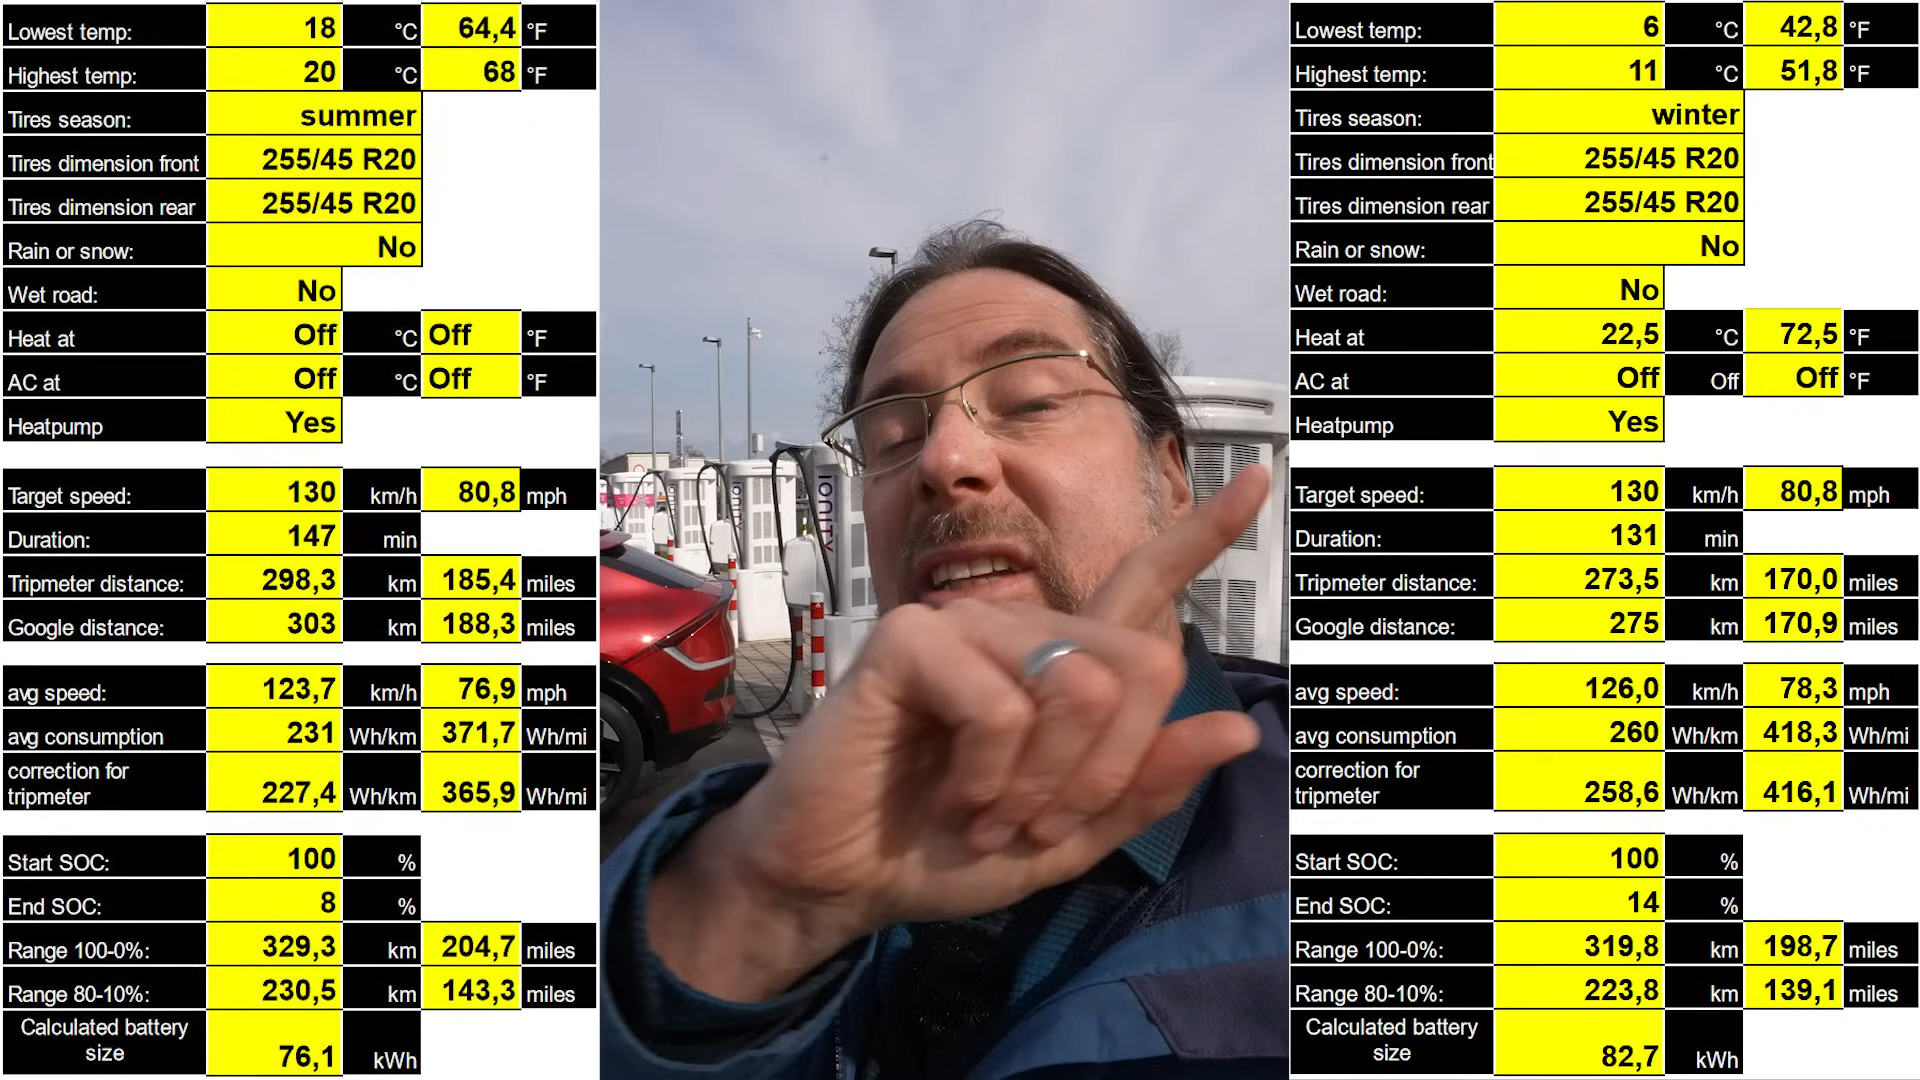 Lowest temp: 18 °C 64,4 °F
Highest temp: 20 °C 68 °F
Tires season: summer
Tires dimension front 255/45 R20
Tires dimension rear 255/45 R20
Rain or snow: No
Wet road: No
Heat at Off °C Off °F
AC at Off °C Off °F
Heatpump Yes
Target speed: 130 km/h 80,8 mph
Duration: 147 min
Tripmeter distance: 298,3 km 185,4 miles
Google distance: 303 km 188,3 miles
avg speed: 123,7 km/h 76,9 mph
avg consumption 231 Wh/km 371,7 Wh/mi
correction for
tripmeter 227,4 Wh/km 365,9 Wh/mi
Start SOC: 100 %
End SOC: 8 %
Range 100-0%: 329,3 km 204,7 miles
Range 80-10%: 230,5 km 143,3 miles
Calculated battery
size 76,1 kWh
IONITY
IONITY
Lowest temp: 6 °C 42,8 °F
Highest temp: 11 °C 51,8 °F
Tires season: winter
Tires dimension front 255/45 R20
Tires dimension rear 255/45 R20
Rain or snow: No
Wet road: No
Heat at 22,5 °C 72,5 °F
AC at Off Off Off °F
Heatpump Yes
Target speed: 130 km/h 80,8 mph
Duration: 131 min
Tripmeter distance: 273,5 km 170,0 miles
Google distance: 275 km 170,9 miles
avg speed: 126,0 km/h 78,3 mph
avg consumption 260 Wh/km 418,3 Wh/mi
correction for
tripmeter 258,6 Wh/km 416,1 Wh/mi
Start SOC: 100 %
End SOC: 14 %
Range 100-0%: 319,8 km 198,7 miles
Range 80-10%: 223,8 km 139,1 miles
Calculated battery
size 82,7 kWh